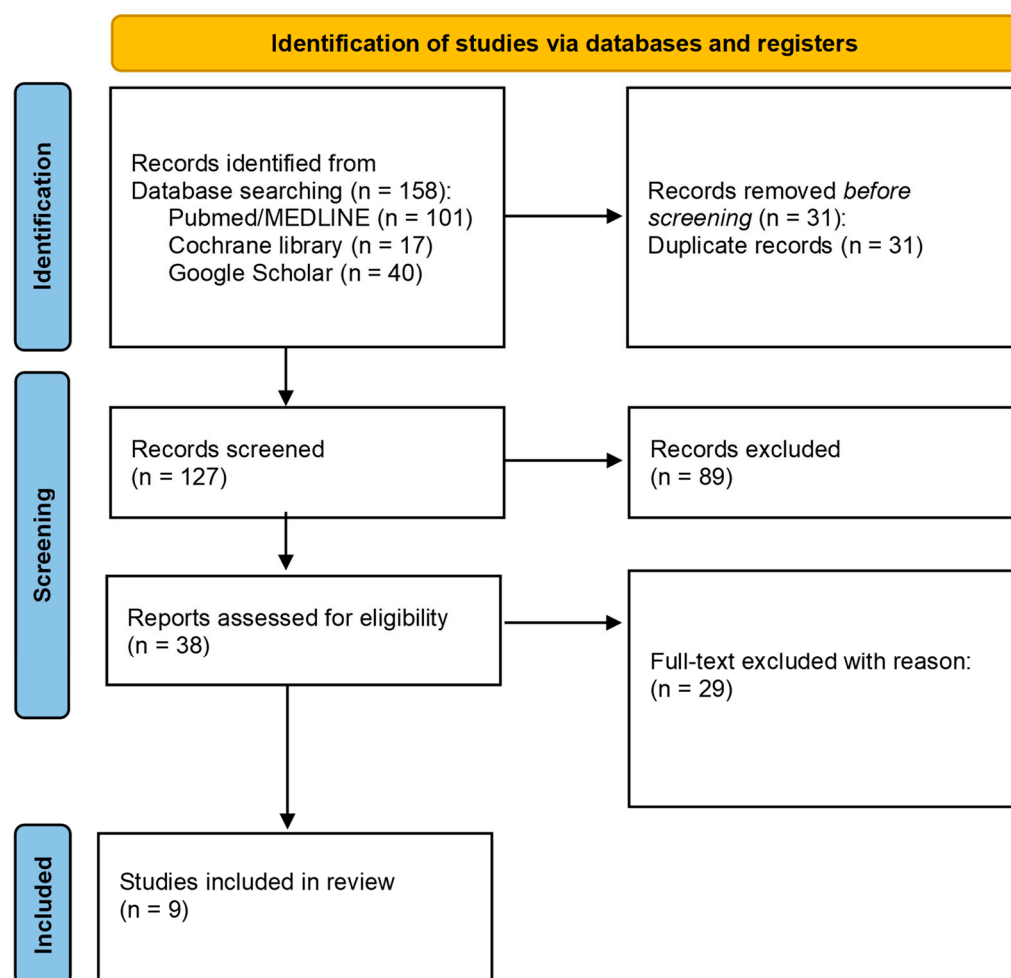 Identification of studies via databases and registers
Identification
Records identified from
Database searching (n = 158):
Pubmed/MEDLINE (n = 101)
Cochrane library (n = 17)
Google Scholar (n = 40)
Records removed before
screening (n = 31):
Duplicate records (n = 31)
Screening
Records screened
(n = 127)
Records excluded
(n = 89)
Reports assessed for eligibility
(n = 38)
Full-text excluded with reason:
(n = 29)
Included
Studies included in review
(n = 9)